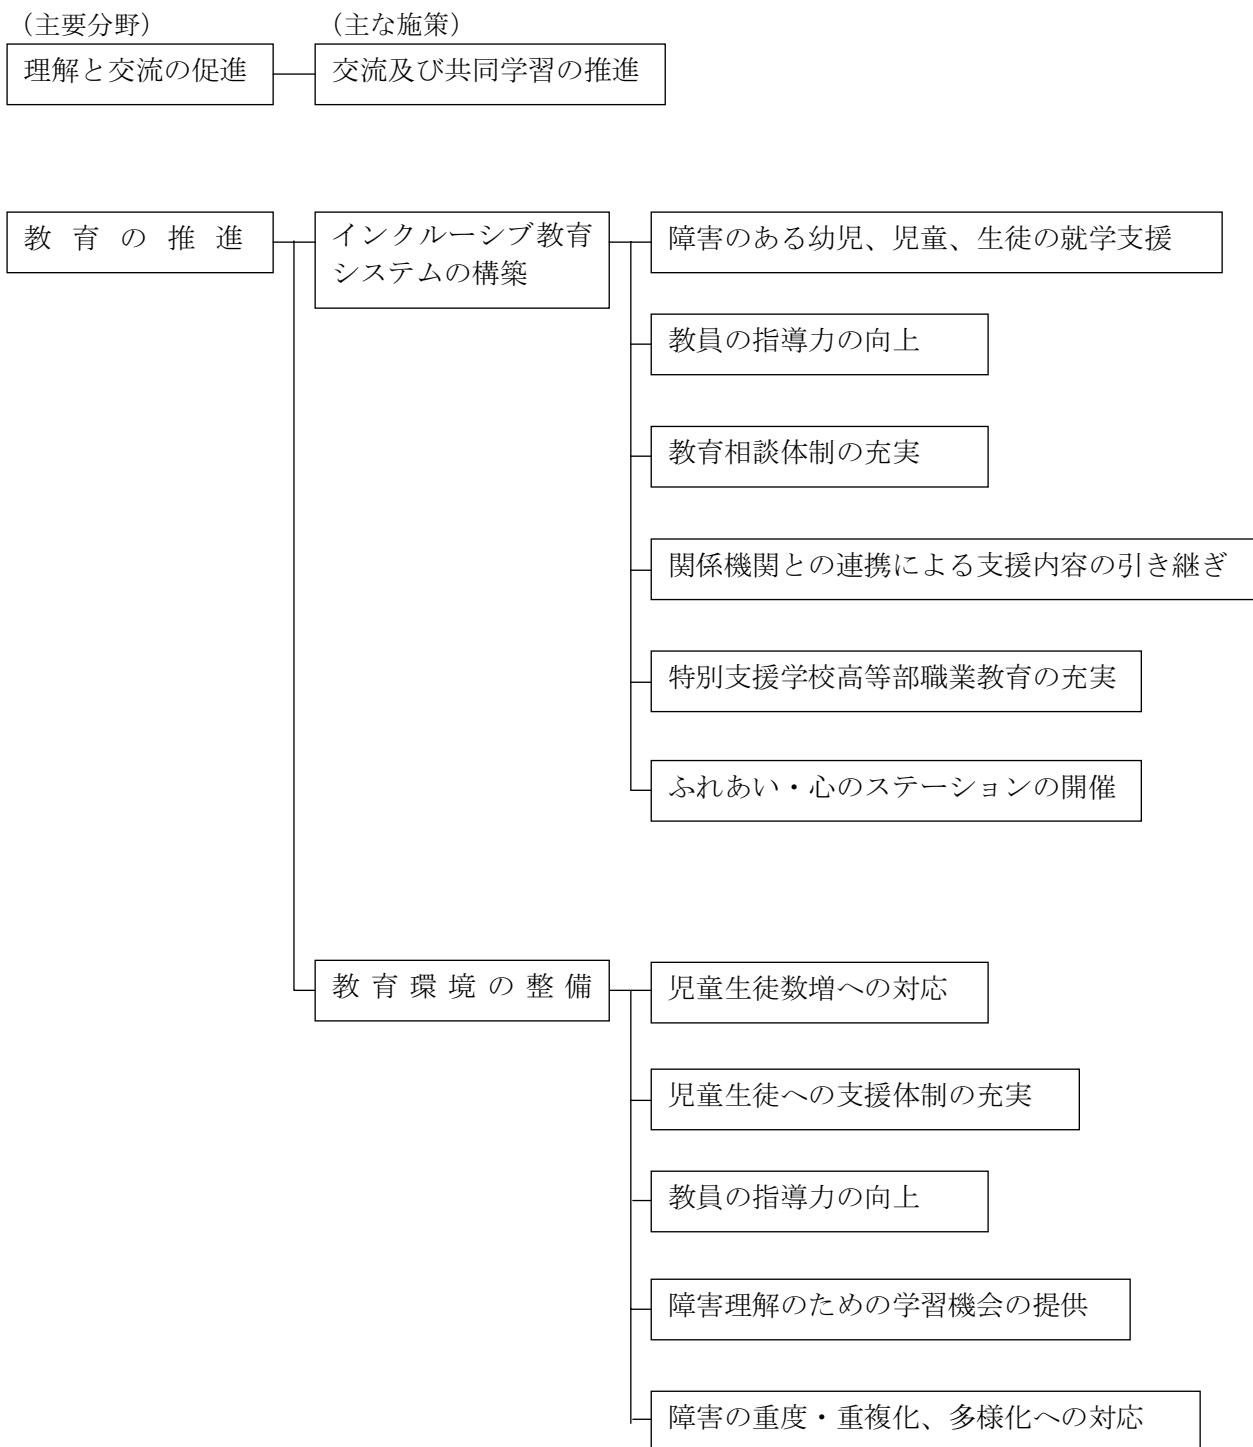 （主要分野）
（主な施策）
理解と交流の促進
交流及び共同学習の推進
教育の推進
インクルーシブ教育
システムの構築
障害のある幼児、児童、生徒の就学支援
教員の指導力の向上
教育相談体制の充実
関係機関との連携による支援内容の引き継ぎ
特別支援学校高等部職業教育の充実
ふれあい・心のステーションの開催
教育環境の整備
児童生徒数増への対応
児童生徒への支援体制の充実
教員の指導力の向上
障害理解のための学習機会の提供
障害の重度・重複化、多様化への対応